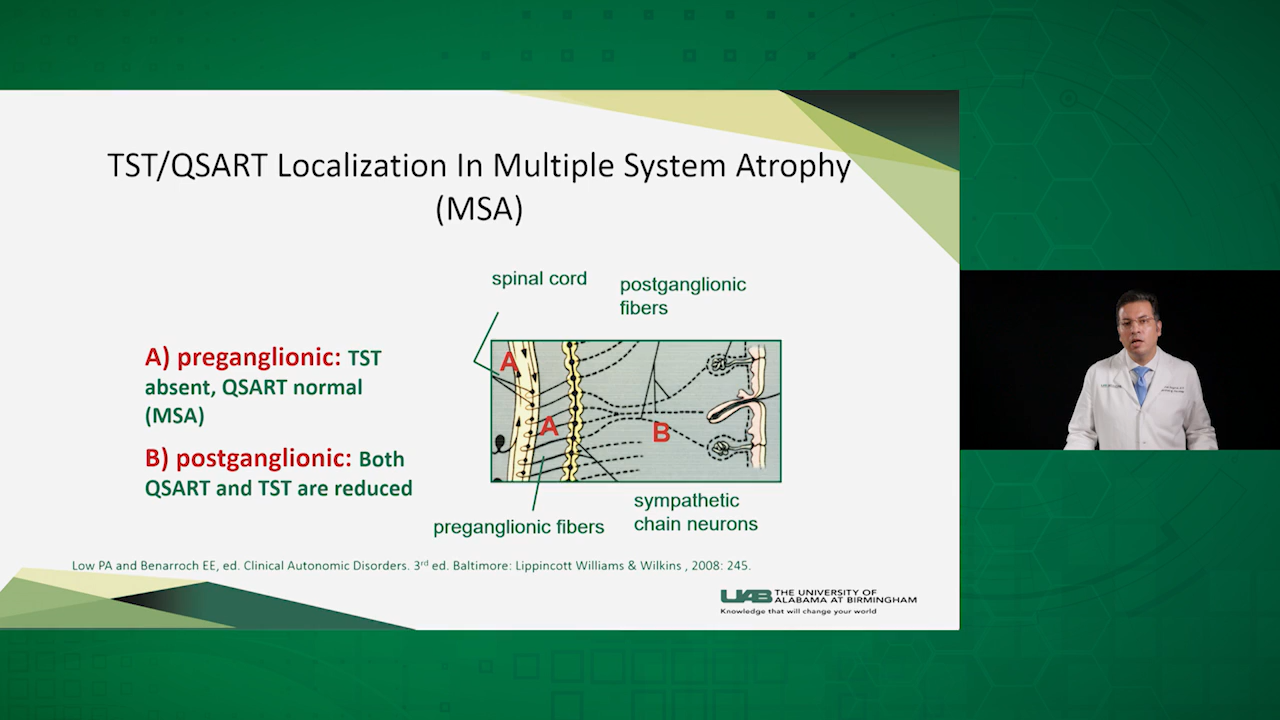 TST/QSART Localization In Multiple System Atrophy
(MSA)
spinal cord
postganglionic
fibers
A) preganglionic: TST
absent, QSART normal
(MSA)
B) postganglionic: Both
QSART and TST are reduced
A
A
B
sympathetic
chain neurons
preganglionic fibers
Low PA and Benarroch EE, ed. Clinical Autonomic Disorders. 3rd ed. Baltimore: Lippincott Williams & Wilkins , 2008: 245.
UAB THE UNIVERSITY OF
ALABAMA AT BIRMINGHAM
Knowledge that will change your world